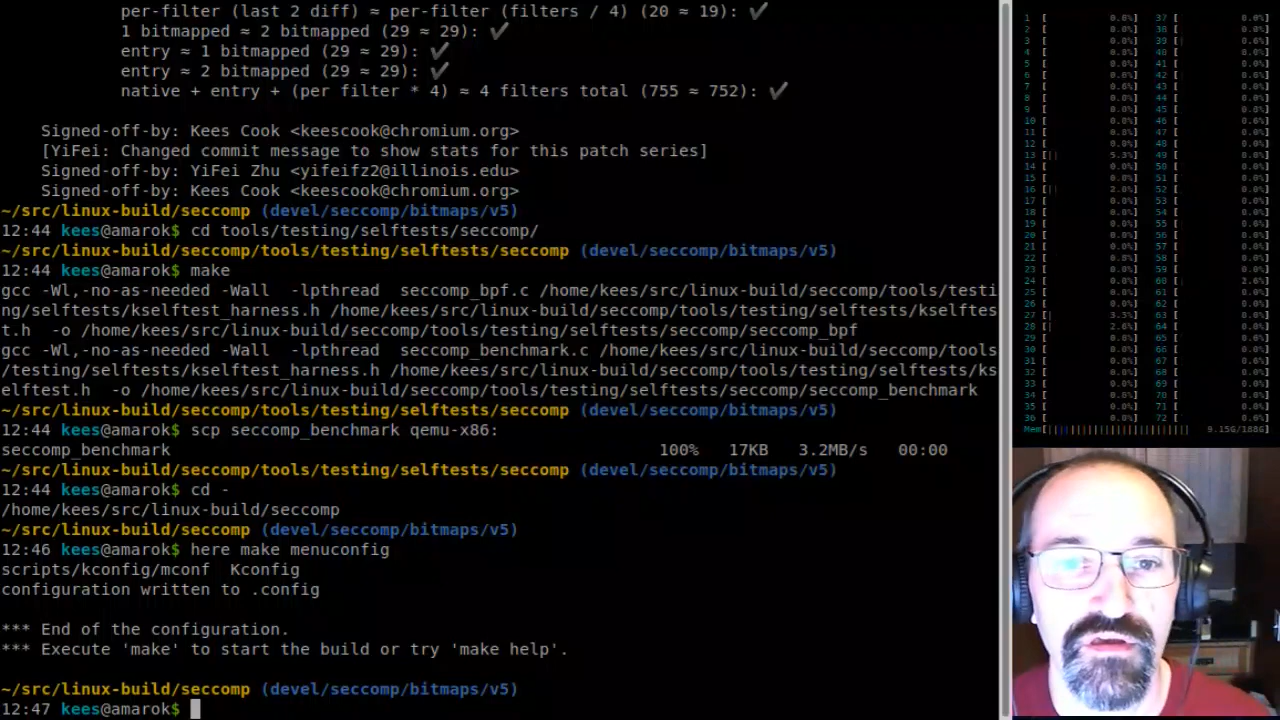 per-filter (last 2 diff) ≈ per-filter (filters / 4) (20 ≈ 19): ✔
1 bitmapped ≈ 2 bitmapped (29 ≈ 29): ✔
entry ≈ 1 bitmapped (29 ≈ 29): ✔
entry ≈ 2 bitmapped (29 ≈ 29): ✔
native + entry + (per filter * 4) ≈ 4 filters total (755 ≈ 752): ✔
Signed-off-by: Kees Cook <keescook@chromium.org>
[YiFei: Changed commit message to show stats for this patch series]
Signed-off-by: YiFei Zhu <yifeifz2@illinois.edu>
Signed-off-by: Kees Cook <keescook@chromium.org>
~/src/linux-build/seccomp (devel/seccomp/bitmaps/v5)
12:44 kees@amarok$ cd tools/testing/selftests/seccomp/
~/src/linux-build/seccomp/tools/testing/selftests/seccomp (devel/seccomp/bitmaps/v5)
12:44 kees@amarok$ make
gcc -Wl,-no-as-needed -Wall  -lpthread  seccomp_bpf.c /home/kees/src/linux-build/seccomp/tools/testi
ng/selftests/kselftest_harness.h /home/kees/src/linux-build/seccomp/tools/testing/selftests/kselftes
t.h  -o /home/kees/src/linux-build/seccomp/tools/testing/selftests/seccomp/seccomp_bpf
gcc -Wl,-no-as-needed -Wall  -lpthread  seccomp_benchmark.c /home/kees/src/linux-build/seccomp/tools
/testing/selftests/kselftest_harness.h /home/kees/src/linux-build/seccomp/tools/testing/selftests/ks
elftest.h  -o /home/kees/src/linux-build/seccomp/tools/testing/selftests/seccomp/seccomp_benchmark
~/src/linux-build/seccomp/tools/testing/selftests/seccomp (devel/seccomp/bitmaps/v5)
12:44 kees@amarok$ scp seccomp_benchmark qemu-x86:
seccomp_benchmark 100% 17KB 3.2MB/s 00:00
~/src/linux-build/seccomp/tools/testing/selftests/seccomp (devel/seccomp/bitmaps/v5)
12:44 kees@amarok$ cd -
/home/kees/src/linux-build/seccomp
~/src/linux-build/seccomp (devel/seccomp/bitmaps/v5)
12:46 kees@amarok$ here make menuconfig
scripts/kconfig/mconf  Kconfig
configuration written to .config
*** End of the configuration.
*** Execute 'make' to start the build or try 'make help'.
~/src/linux-build/seccomp (devel/seccomp/bitmaps/v5)
12:47 kees@amarok$
Mem 9.15G/188G